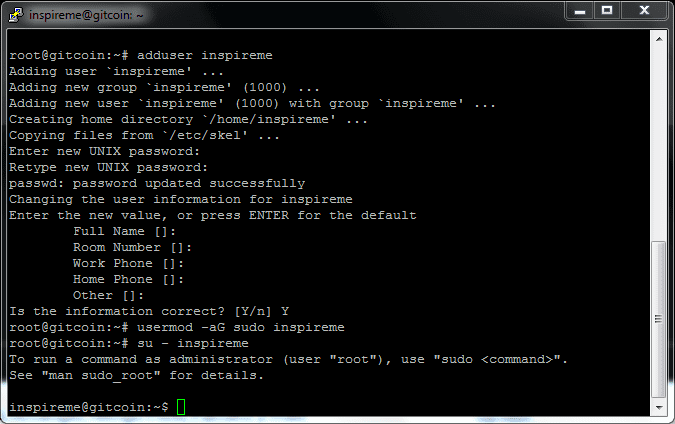 inspireme@gitcoin: ~
root@gitcoin:~# adduser inspireme
Adding user `inspireme' ...
Adding new group `inspireme' (1000) ...
Adding new user `inspireme' (1000) with group `inspireme' ...
Creating home directory `/home/inspireme' ...
Copying files from `/etc/skel' ...
Enter new UNIX password:
Retype new UNIX password:
passwd: password updated successfully
Changing the user information for inspireme
Enter the new value, or press ENTER for the default
        Full Name []:
        Room Number []:
        Work Phone []:
        Home Phone []:
        Other []:
Is the information correct? [Y/n] Y
root@gitcoin:~# usermod -aG sudo inspireme
root@gitcoin:~# su - inspireme
To run a command as administrator (user "root"), use "sudo <command>".
See "man sudo_root" for details.
inspireme@gitcoin:~$